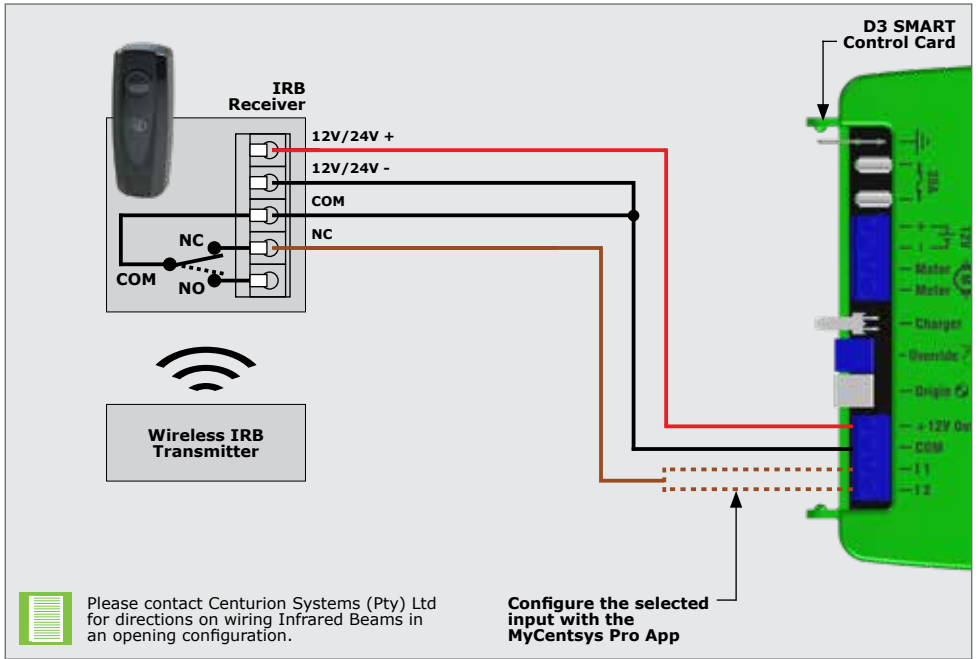 D3 SMART
Control Card
IRB
Receiver
12V/24V +
12V/24V -
COM
NC
NC
COM
NO
Wireless IRB
Transmitter
30A
+
-
12V
Motor
Motor
M
Charger
Override
Origin
+12V Out
COM
I1
I2
Please contact Centurion Systems (Pty) Ltd
for directions on wiring Infrared Beams in
an opening configuration.
Configure the selected
input with the
MyCentsys Pro App